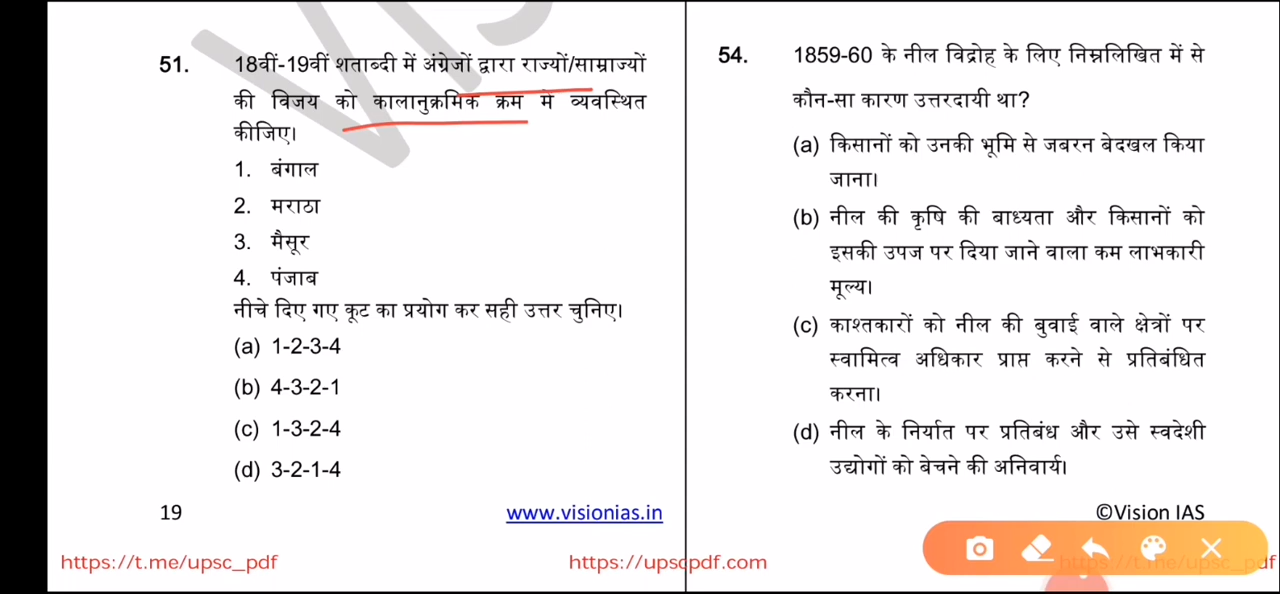 51. 18वीं-19वीं शताब्दी में अंग्रेजों द्वारा राज्यों/साम्राज्यों
की विजय को कालानुक्रमिक क्रम में व्यवस्थित
कीजिए।
1. बंगाल
2. मराठा
3. मैसूर
4. पंजाब
नीचे दिए गए कूट का प्रयोग कर सही उत्तर चुनिए।
(a) 1-2-3-4
(b) 4-3-2-1
(c) 1-3-2-4
(d) 3-2-1-4
19
www.visionias.in
54. 1859-60 के नील विद्रोह के लिए निम्नलिखित में से
कौन-सा कारण उत्तरदायी था?
(a) किसानों को उनकी भूमि से जबरन बेदखल किया
जाना।
(b) नील की कृषि की बाध्यता और किसानों को
इसकी उपज पर दिया जाने वाला कम लाभकारी
मूल्य।
(c) काश्तकारों को नील की बुवाई वाले क्षेत्रों पर
स्वामित्व अधिकार प्राप्त करने से प्रतिबंधित
करना।
(d) नील के निर्यात पर प्रतिबंध और उसे स्वदेशी
उद्योगों को बेचने की अनिवार्य।
©Vision IAS
https://t.me/upsc_pdf
https://upscpdf.com
https://t.me/upsc_pdf